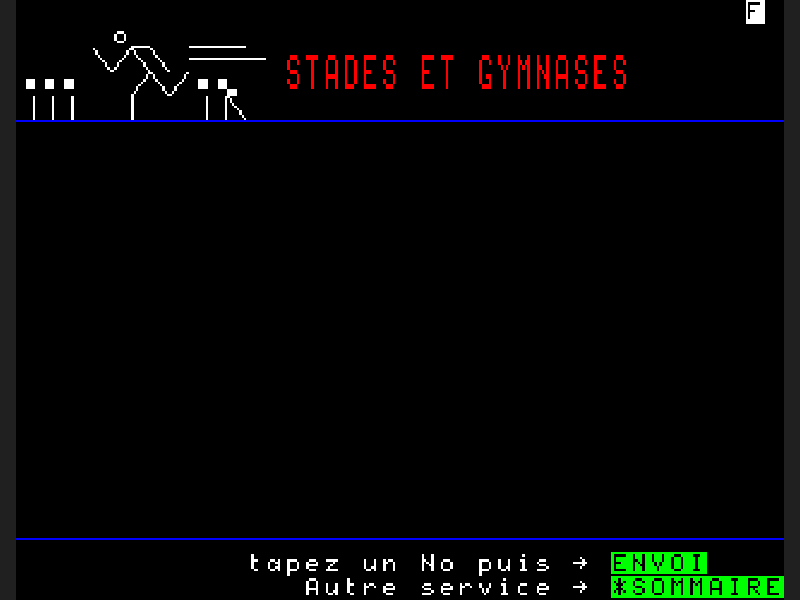 F
STADES ET GYMNASES
tapez un No puis → ENVOI
Autre service → *SOMMAIRE